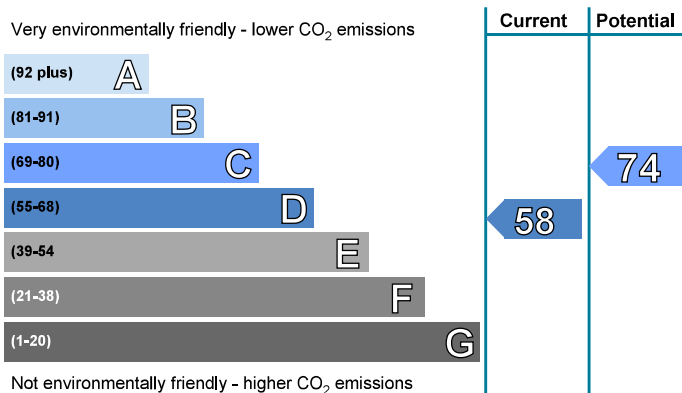 Current Potential
Very environmentally friendly - lower CO2 emissions
(92 plus) A
(81-91) B
(69-80) C
74
(55-68) D
58
(39-54 E
(21-38) F
(1-20) G
Not environmentally friendly - higher CO2 emissions